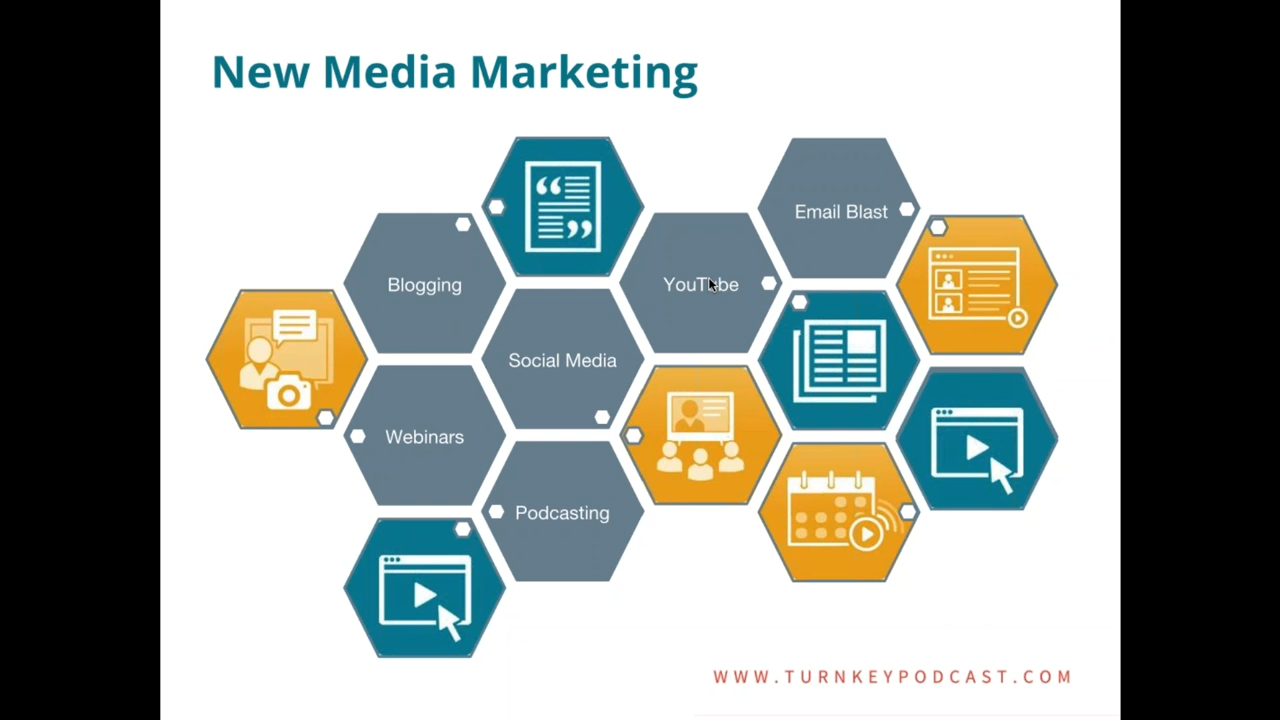 New Media Marketing
Email Blast
Blogging
YouTube
Social Media
Webinars
Podcasting
WWW.TURNKEYPODCAST.COM